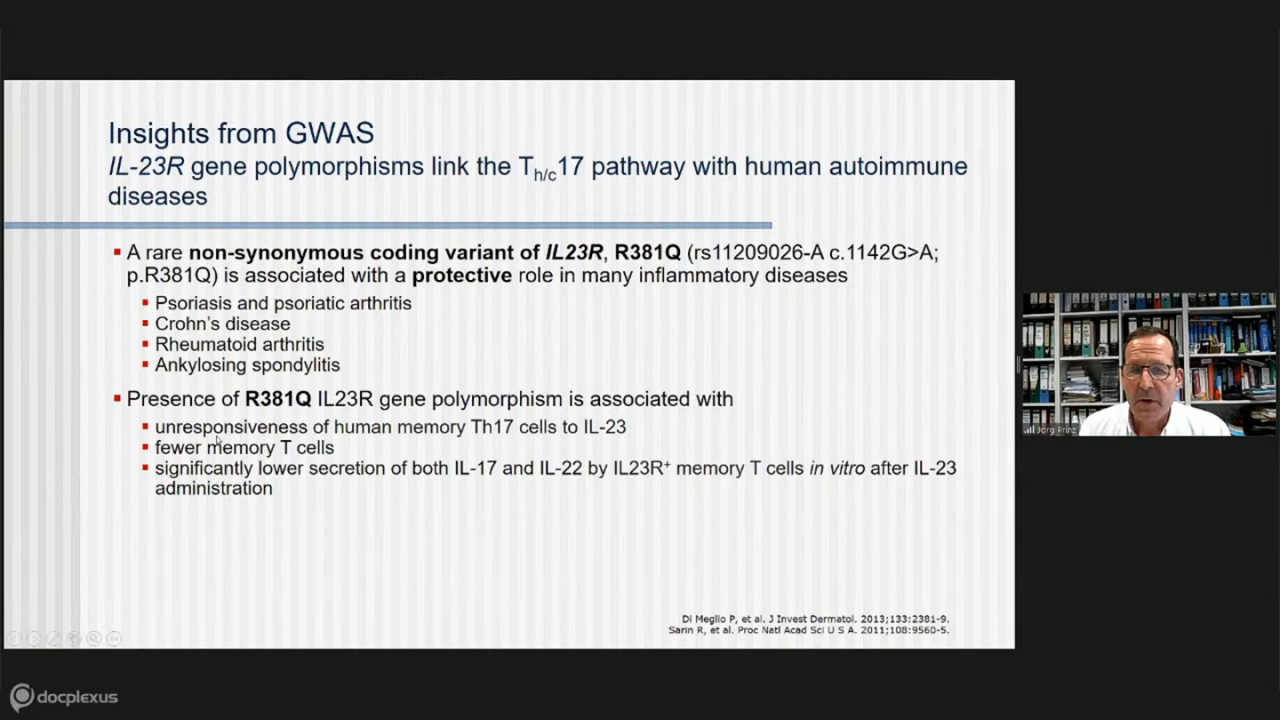 Insights from GWAS
IL-23R gene polymorphisms link the Th/c17 pathway with human autoimmune
diseases
▪ A rare non-synonymous coding variant of IL23R, R381Q (rs11209026-A c.1142G>A;
p.R381Q) is associated with a protective role in many inflammatory diseases
▪ Psoriasis and psoriatic arthritis
▪ Crohn's disease
▪ Rheumatoid arthritis
▪ Ankylosing spondylitis
▪ Presence of R381Q IL23R gene polymorphism is associated with
▪ unresponsiveness of human memory Th17 cells to IL-23
▪ fewer memory T cells
▪ significantly lower secretion of both IL-17 and IL-22 by IL23R+ memory T cells in vitro after IL-23
administration
Di Meglio P, et al. J Invest Dermatol. 2013;133:2381-9.
Sarin R, et al. Proc Natl Acad Sci U S A. 2011;108:9560-5.
Jörg Prinz
docplexus